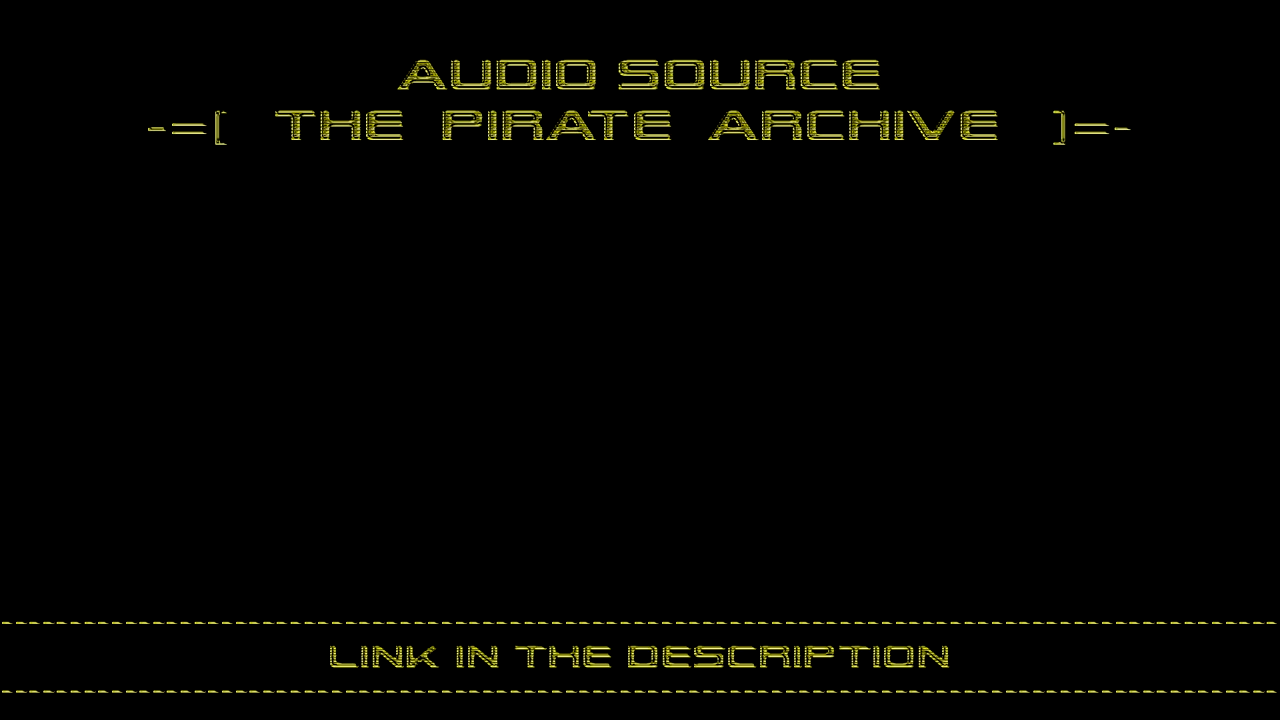 AUDIO SOURCE
-=[ THE PIRATE ARCHIVE ]=-
LINK IN THE DESCRIPTION